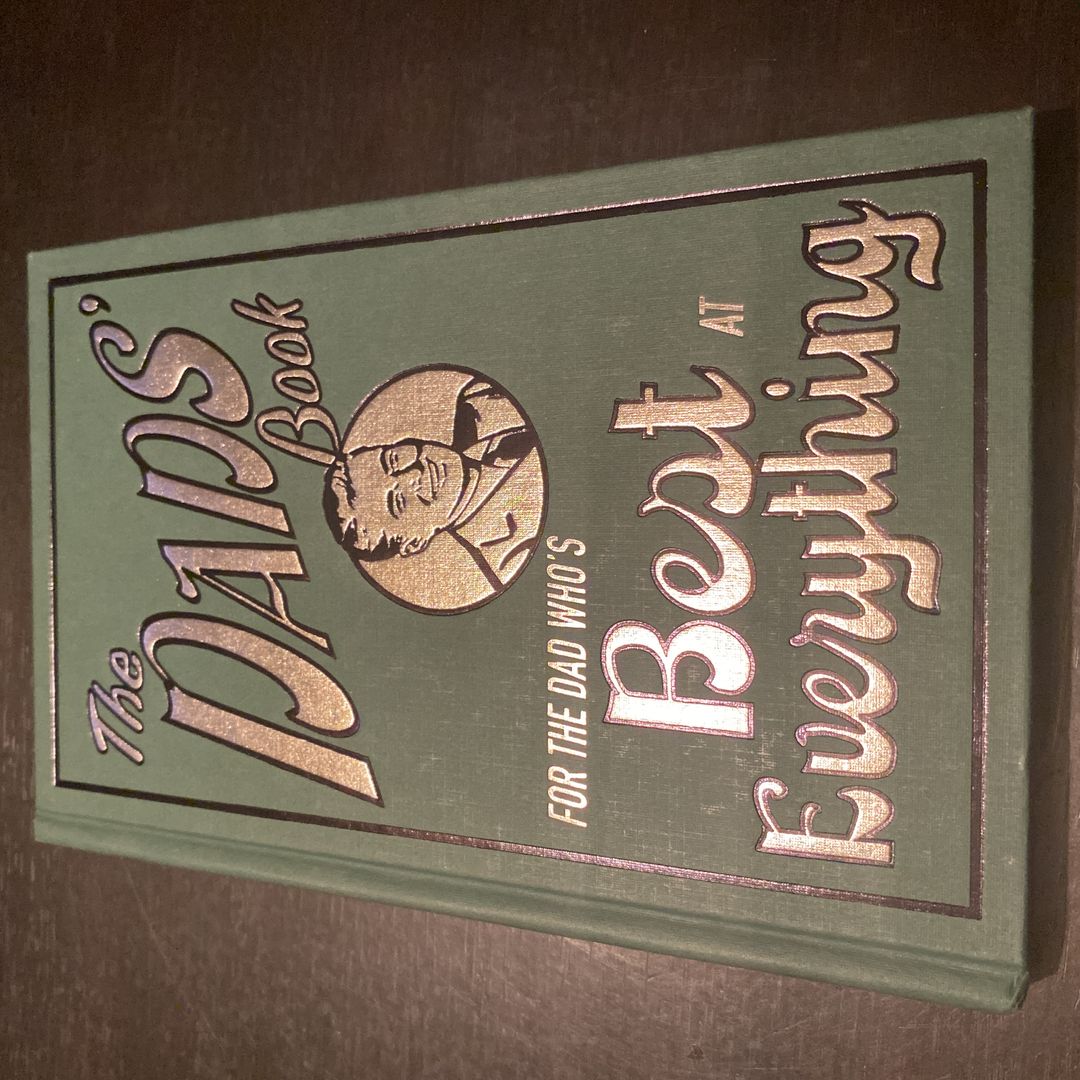 The
DADS'
Book
FOR THE DAD WHO'S
Best AT
Everything